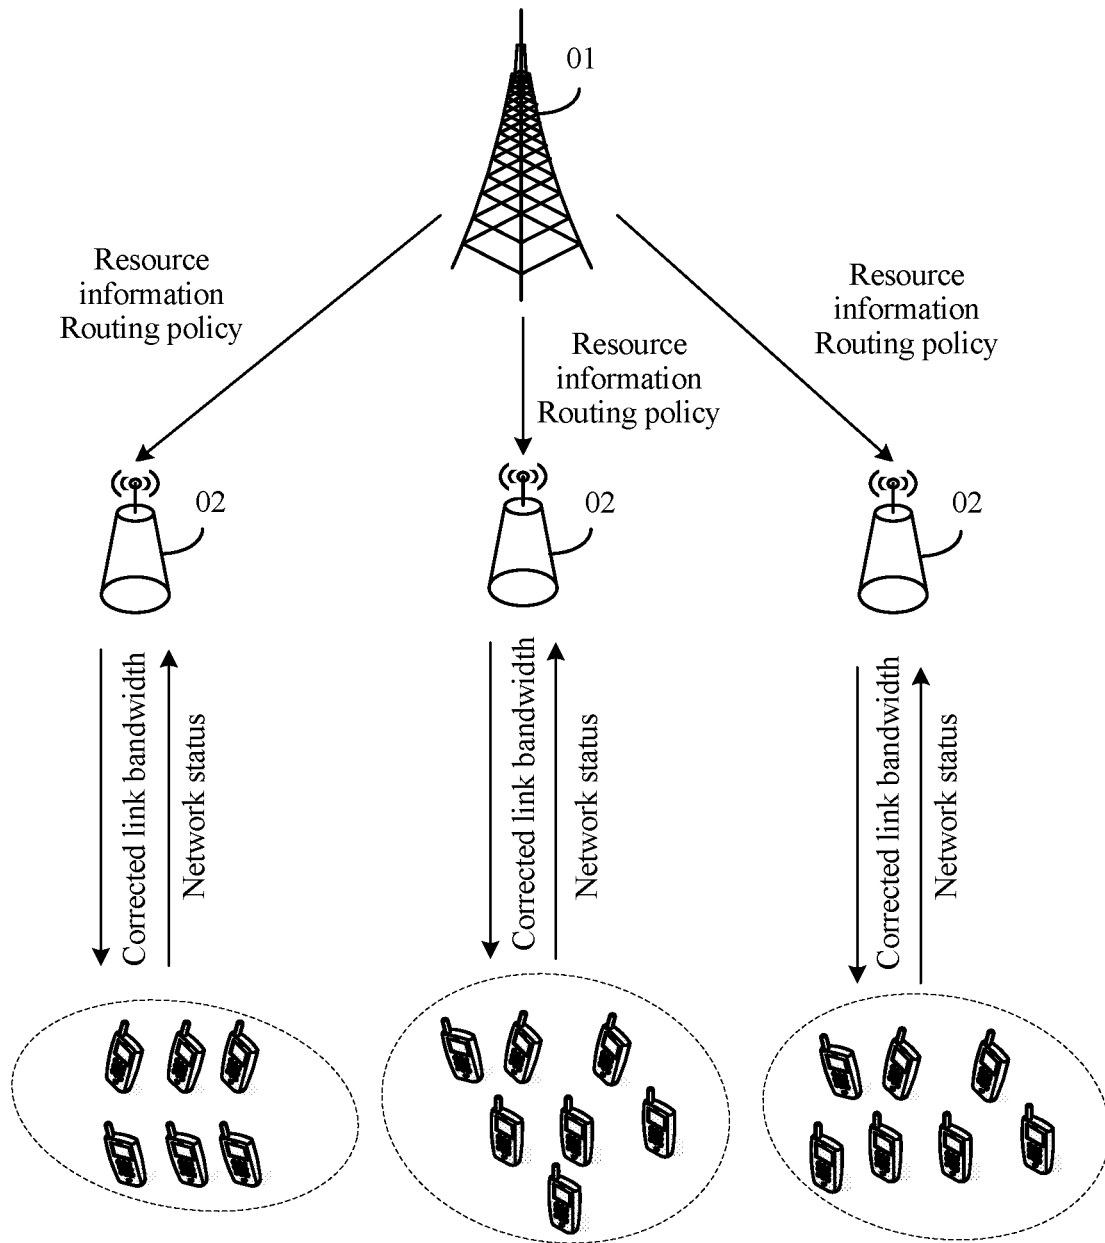 01
Resource
information
Routing policy
Resource
information
Routing policy
Resource
information
Routing policy
02
02
02
Corrected link bandwidth
Network status
Corrected link bandwidth
Network status
Corrected link bandwidth
Network status